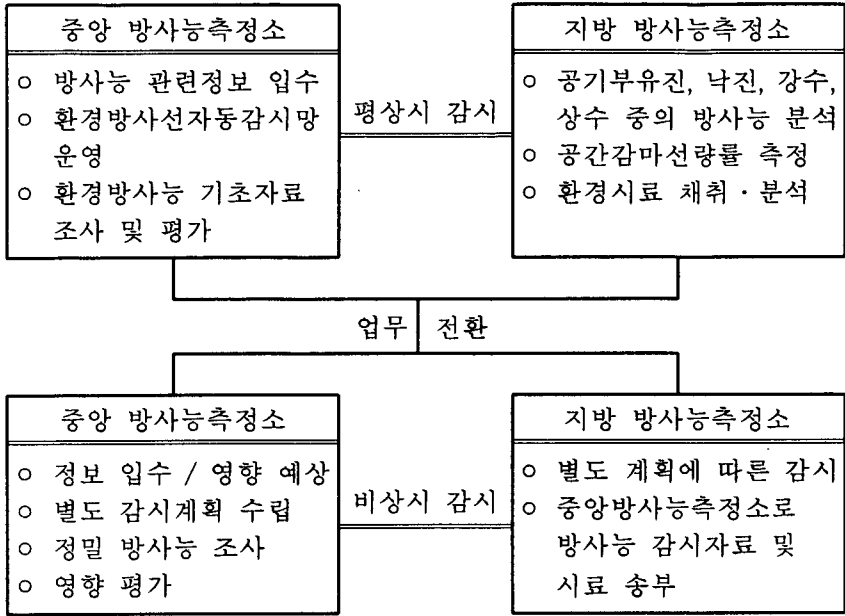 중앙 방사능측정소
○ 방사능 관련정보 입수
○ 환경방사선자동감시망
운영
○ 환경방사능 기초자료
조사 및 평가
평상시 감시
지방 방사능측정소
○ 공기부유진, 낙진, 강수,
상수 중의 방사능 분석
○ 공간감마선량률 측정
○ 환경시료 채취 · 분석
업무 전환
중앙 방사능측정소
○ 정보 입수 / 영향 예상
○ 별도 감시계획 수립
○ 정밀 방사능 조사
○ 영향 평가
비상시 감시
지방 방사능측정소
○ 별도 계획에 따른 감시
○ 중앙방사능측정소로
방사능 감시자료 및
시료 송부